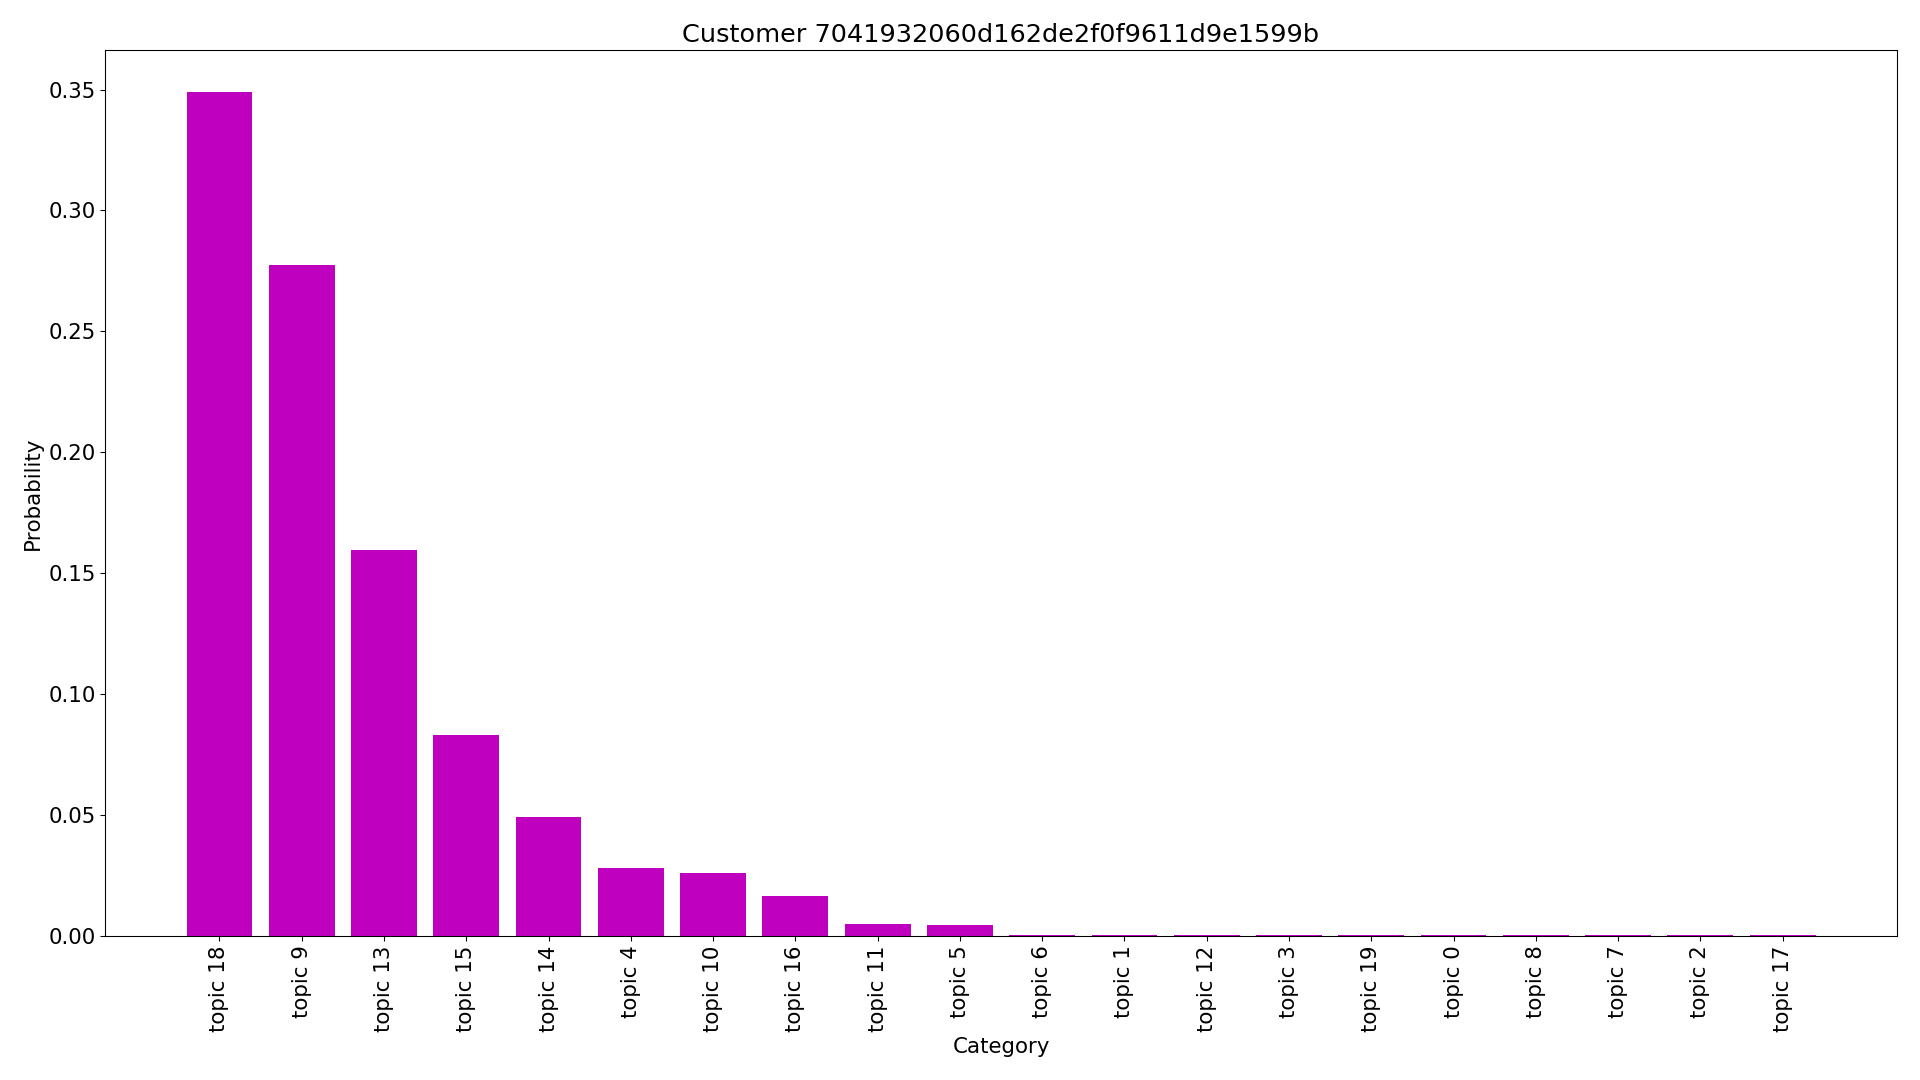 Customer 7041932060d162de2f0f9611d9e1599b
Probability
0.35
0.30
0.25
0.20
0.15
0.10
0.05
0.00
topic 18
topic 9
topic 13
topic 15
topic 14
topic 4
topic 10
topic 16
topic 11
topic 5
topic 6
topic 1
topic 12
topic 3
topic 19
topic 0
topic 8
topic 7
topic 2
topic 17
Category